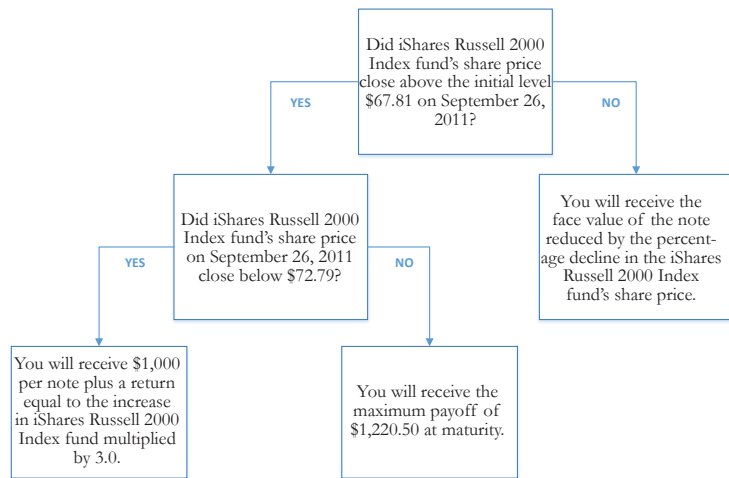 Did iShares Russell 2000
Index fund's share price
close above the initial level
$67.81 on September 26,
2011?
YES
NO
Did iShares Russell 2000
Index fund's share price
on September 26, 2011
close below $72.79?
You will receive the
face value of the note
reduced by the percent-
age decline in the iShares
Russell 2000 Index
fund's share price.
YES
NO
You will receive $1,000
per note plus a return
equal to the increase
in iShares Russell 2000
Index fund multiplied
by 3.0.
You will receive the
maximum payoff of
$1,220.50 at maturity.